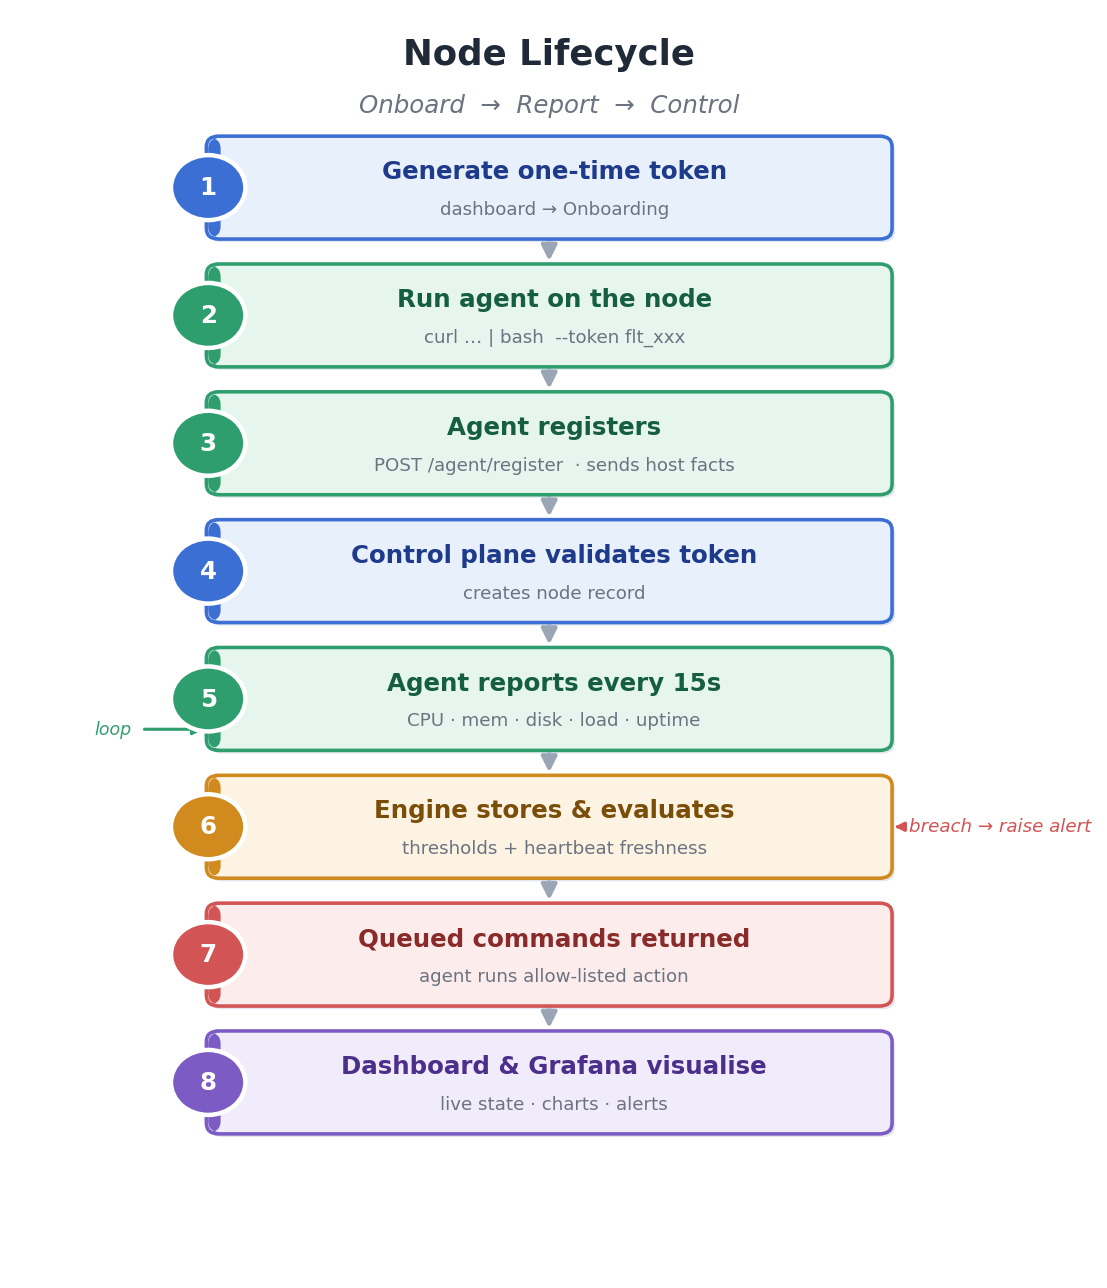 Node Lifecycle
Onboard → Report → Control
1
Generate one-time token
dashboard → Onboarding
2
Run agent on the node
curl ... | bash  --token flt_xxx
3
Agent registers
POST /agent/register  · sends host facts
4
Control plane validates token
creates node record
5
Agent reports every 15s
CPU · mem · disk · load · uptime
loop
6
Engine stores & evaluates
thresholds + heartbeat freshness
breach → raise alert
7
Queued commands returned
agent runs allow-listed action
8
Dashboard & Grafana visualise
live state · charts · alerts